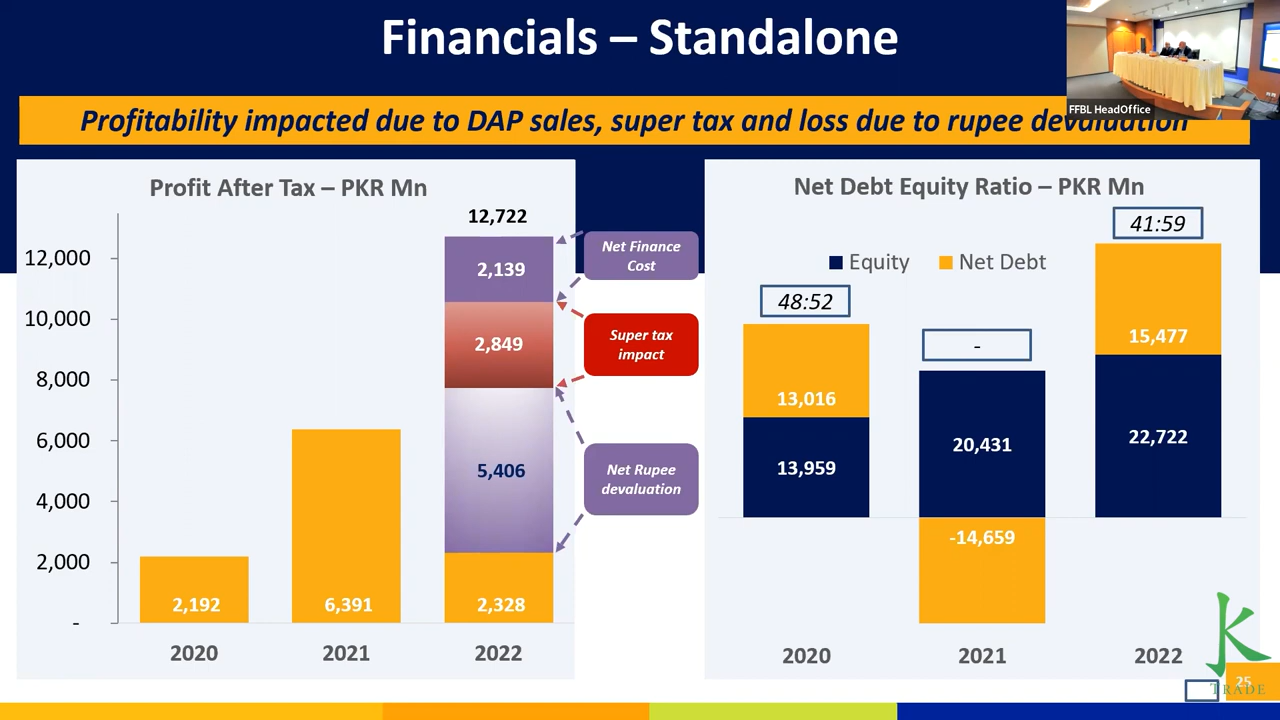 Financials – Standalone
FFBL HeadOffice
Profitability impacted due to DAP sales, super tax and loss due to rupee devaluation
Profit After Tax – PKR Mn
12,722
12,000
10,000
8,000
6,000
4,000
2,000
-
2,139
2,849
5,406
2,192
6,391
2,328
2020
2021
2022
Net Finance
Cost
Super tax
impact
Net Rupee
devaluation
Net Debt Equity Ratio – PKR Mn
Equity
Net Debt
48:52
-
41:59
13,016
13,959
20,431
-14,659
15,477
22,722
2020
2021
2022
K
TRADE
25